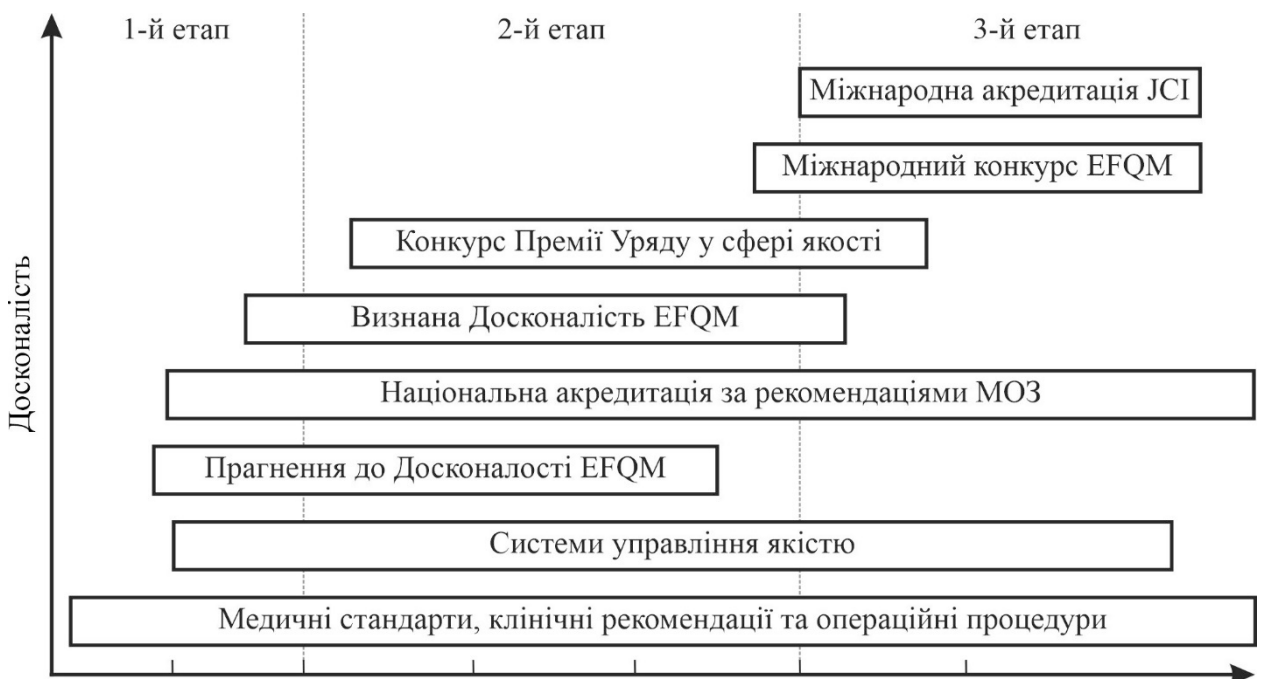 1-й етап
2-й етап
3-й етап
Міжнародна акредитація JCI
Міжнародний конкурс EFQM
Конкурс Премії Уряду у сфері якості
Визнана Досконалість EFQM
Національна акредитація за рекомендаціями МОЗ
Прагнення до Досконалості EFQM
Системи управління якістю
Медичні стандарти, клінічні рекомендації та операційні процедури
Досконалість